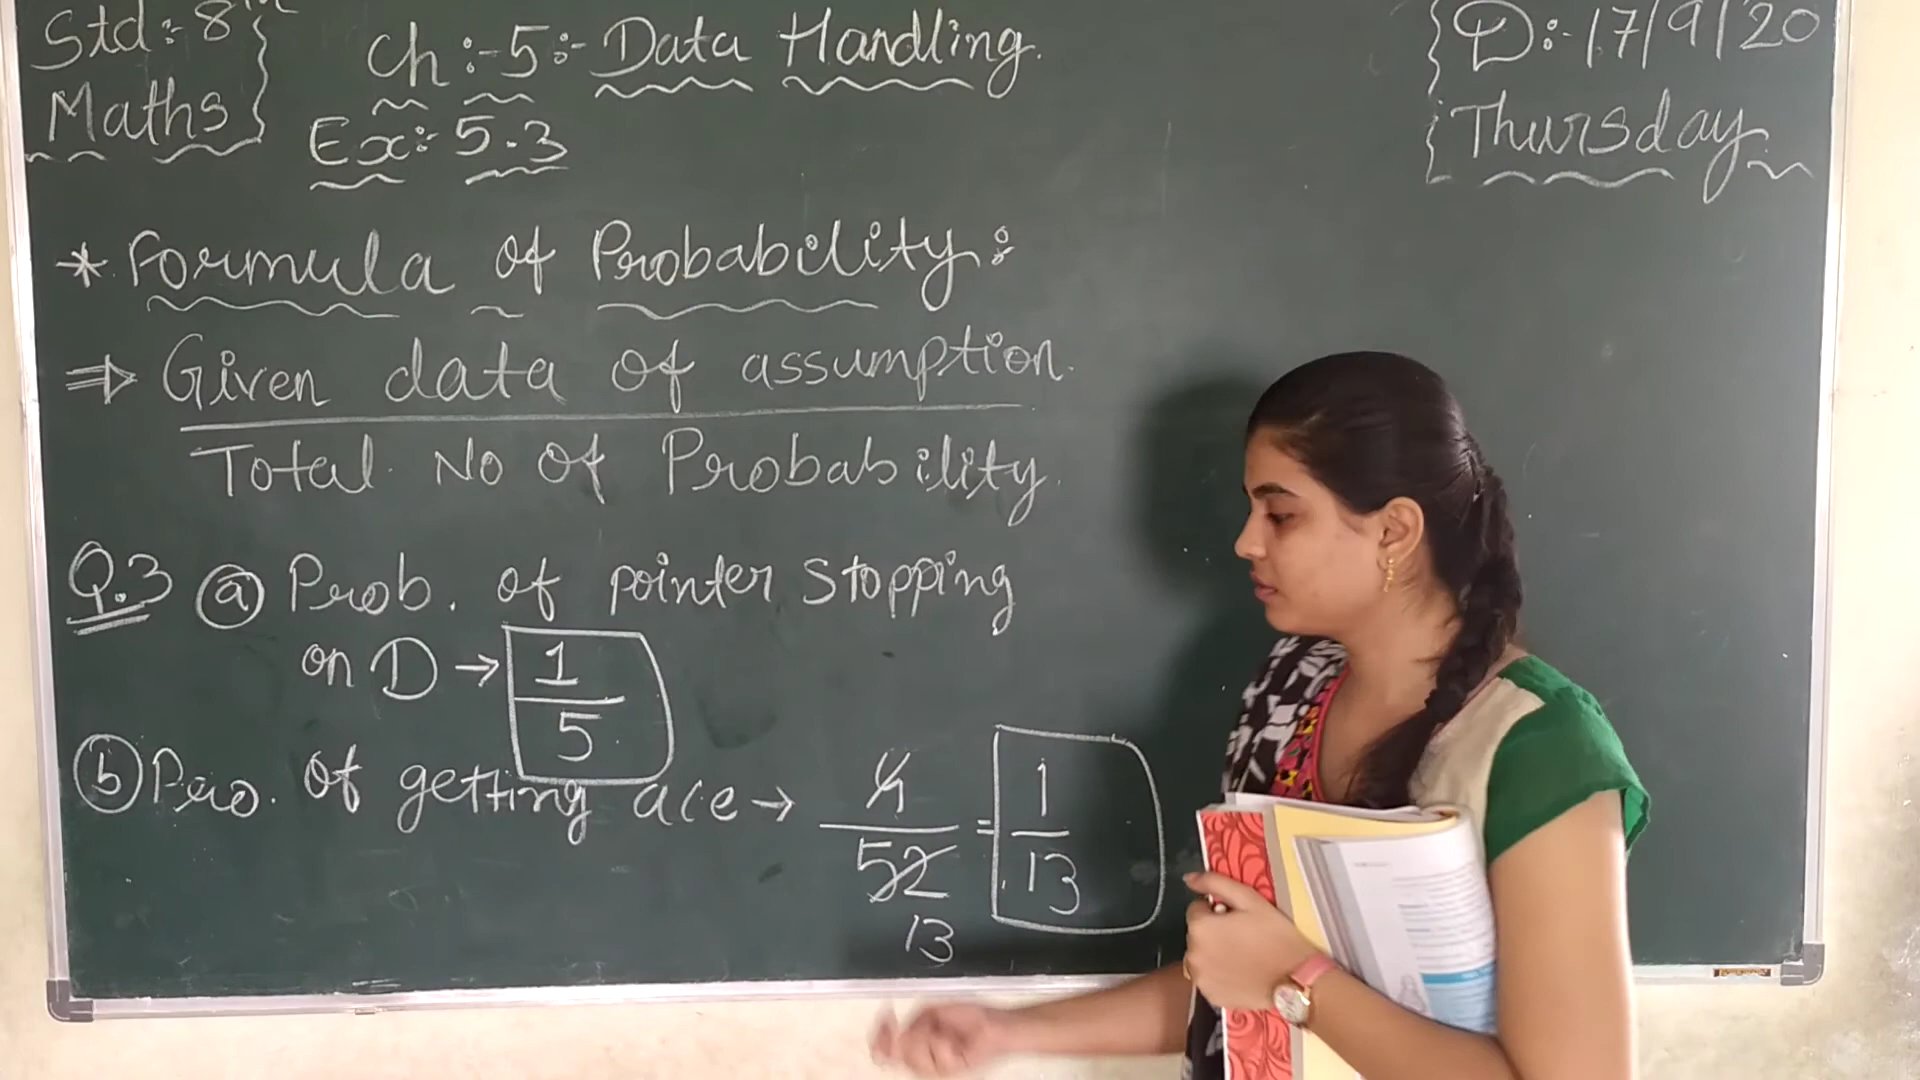 Std:- 8th
Maths
Ch:-5:- Data Handling.
Ex:- 5.3
D:-17/9/20
Thursday
* Formula of Probability:
⇒ Given data of assumption.
Total No of Probability.
Q.3 (a) Prob. of pointer stopping
on D → 1/5
(b) Pro. of getting ace → 4/52 = 1/13
13